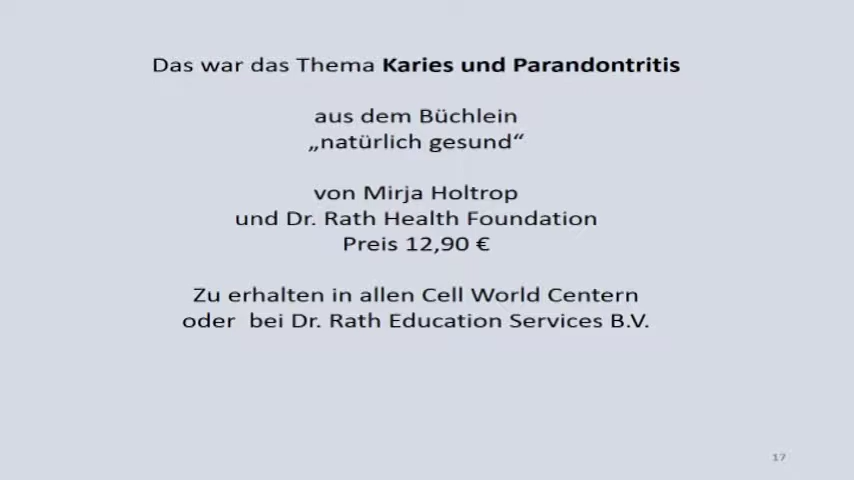 Das war das Thema Karies und Parandontritis
aus dem Büchlein
„natürlich gesund“
von Mirja Holtrop
und Dr. Rath Health Foundation
Preis 12,90 €
Zu erhalten in allen Cell World Centern
oder bei Dr. Rath Education Services B.V.
17